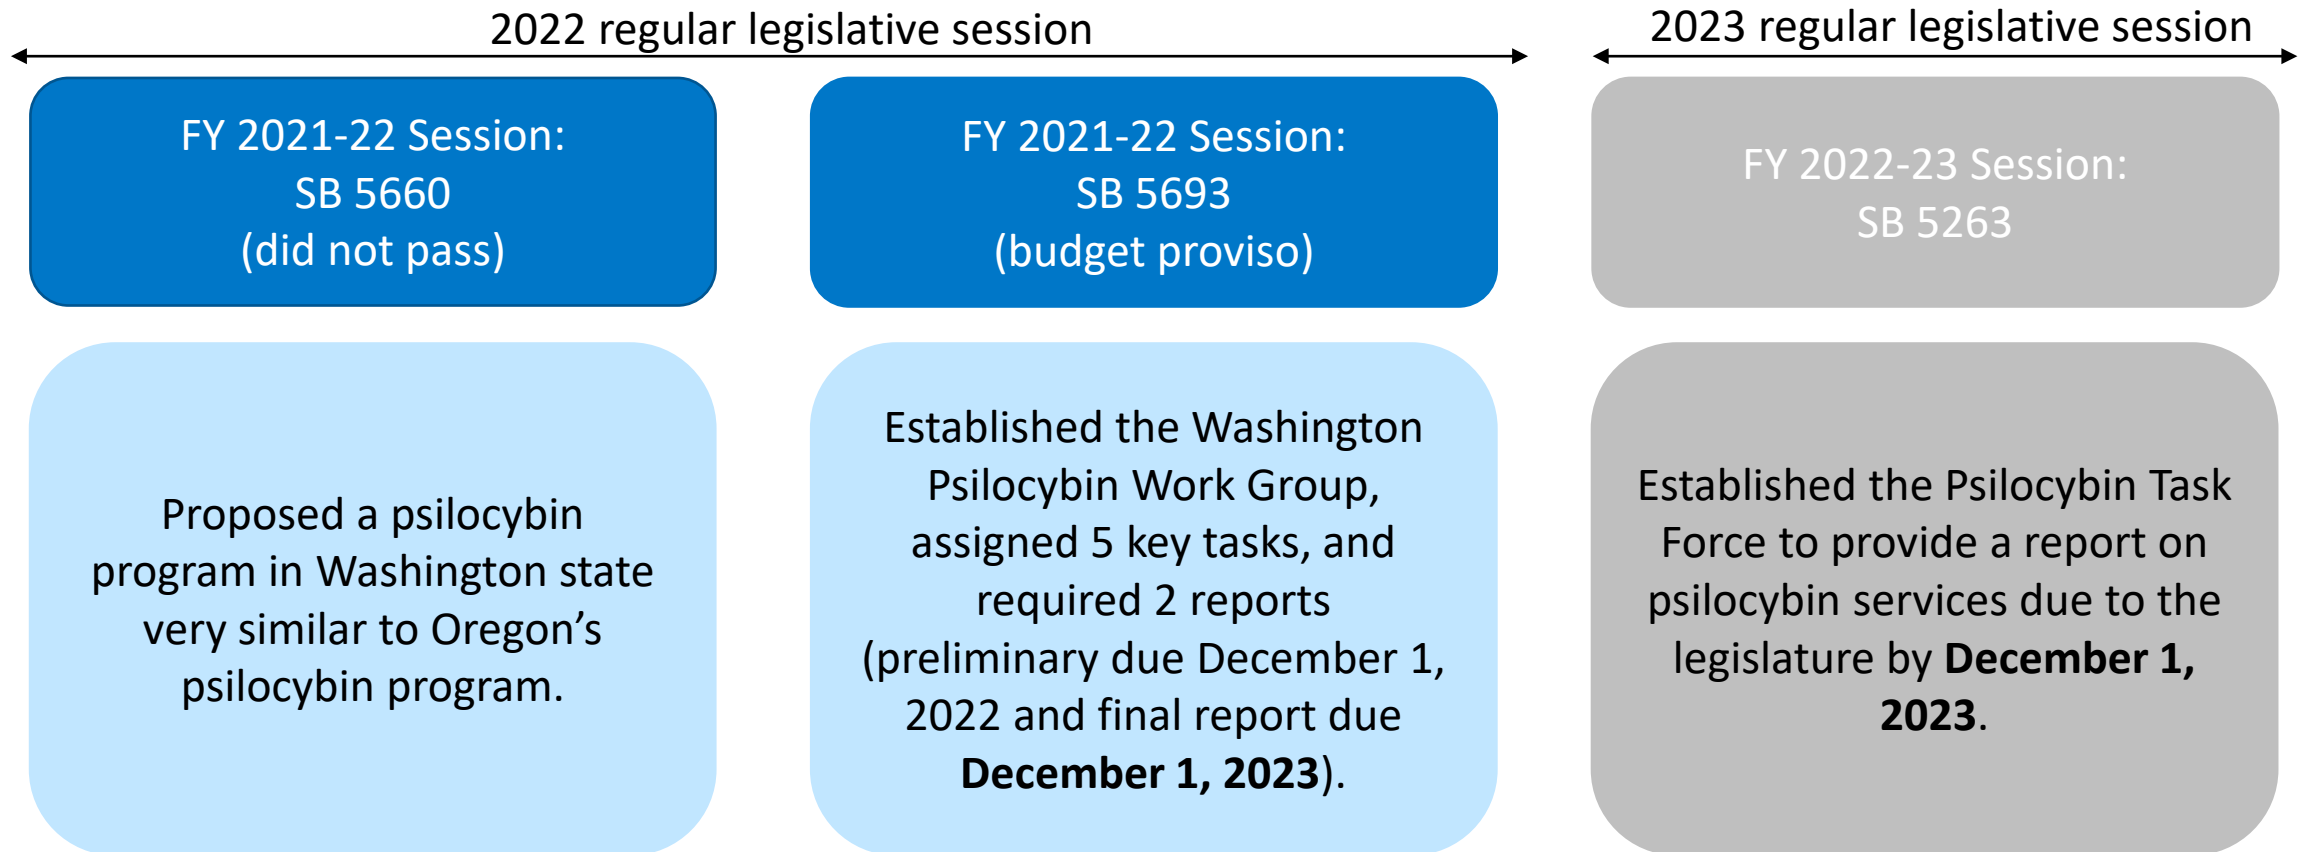 2022 regular legislative session
2023 regular legislative session
FY 2021-22 Session:
SB 5660
(did not pass)
FY 2021-22 Session:
SB 5693
(budget proviso)
FY 2022-23 Session:
SB 5263
Proposed a psilocybin
program in Washington state
very similar to Oregon’s
psilocybin program.
Established the Washington
Psilocybin Work Group,
assigned 5 key tasks, and
required 2 reports
(preliminary due December 1,
2022 and final report due
December 1, 2023).
Established the Psilocybin Task
Force to provide a report on
psilocybin services due to the
legislature by December 1,
2023.